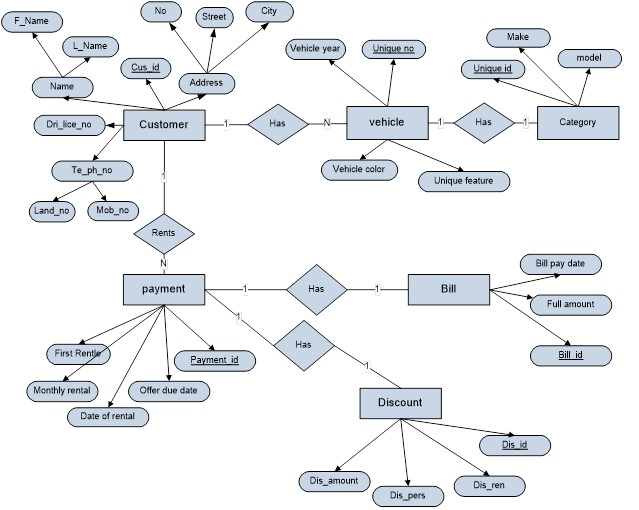 No
Street
City
F_Name
L_Name
Name
Cus_id
Address
Vehicle year
Unique no
Make
Unique id
model
Dri_lice_no
Customer
1
Has
N
vehicle
1
Has
1
Category
Te_ph_no
Land_no
Mob_no
1
Vehicle color
Unique feature
Rents
N
payment
1
Has
1
Bill
Bill pay date
Full amount
Bill_id
1
Has
1
First Rentle
Payment_id
Monthly rental
Offer due date
Date of rental
Discount
Dis_id
Dis_amount
Dis_pers
Dis_ren